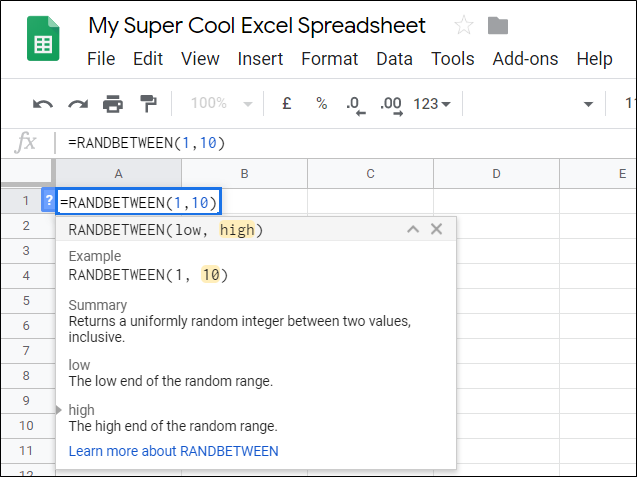 My Super Cool Excel Spreadsheet
File Edit View Insert Format Data Tools Add-ons Help
100% £ % .0 .00 123 11
fx =RANDBETWEEN(1,10)
A B C D E
1 ? =RANDBETWEEN(1,10)
2 RANDBETWEEN(low, high)
3 Example
4 RANDBETWEEN(1, 10)
5 Summary
6 Returns a uniformly random integer between two values,
inclusive.
7
8 low
The low end of the random range.
9 high
10 The high end of the random range.
11 Learn more about RANDBETWEEN
12